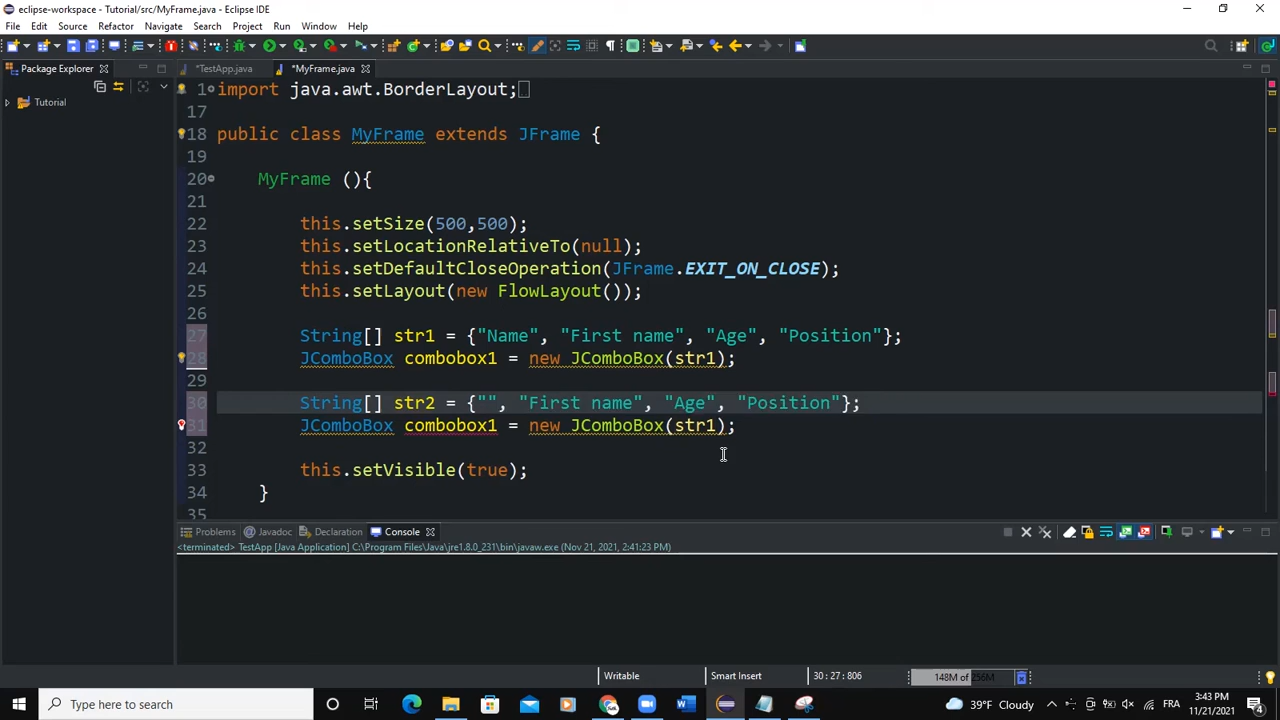 eclipse-workspace - Tutorial/src/MyFrame.java - Eclipse IDE
File Edit Source Refactor Navigate Search Project Run Window Help
Package Explorer
*TestApp.java *MyFrame.java
Tutorial
1 import java.awt.BorderLayout;
17
18 public class MyFrame extends JFrame {
19
20 MyFrame (){
21
22 this.setSize(500,500);
23 this.setLocationRelativeTo(null);
24 this.setDefaultCloseOperation(JFrame.EXIT_ON_CLOSE);
25 this.setLayout(new FlowLayout());
26
27 String[] str1 = {"Name", "First name", "Age", "Position"};
28 JComboBox combobox1 = new JComboBox(str1);
29
30 String[] str2 = {"", "First name", "Age", "Position"};
31 JComboBox combobox1 = new JComboBox(str1);
32
33 this.setVisible(true);
34 }
35
Problems Javadoc Declaration Console
<terminated> TestApp [Java Application] C:\Program Files\Java\jre1.8.0_231\bin\javaw.exe (Nov 21, 2021, 2:41:23 PM)
Writable Smart Insert 30 : 27 : 806 148M of 256M
Type here to search
39°F Cloudy
FRA
3:43 PM
11/21/2021
4